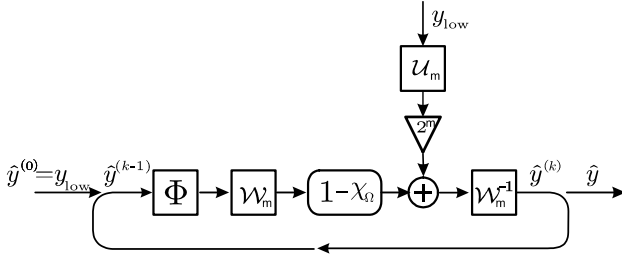 y_low
𝒰_m
2^m
ŷ^(0)=y_low ŷ^(k-1) Φ 𝒲_m 1-χ_Ω + 𝒲_m^-1 ŷ^(k) ŷ